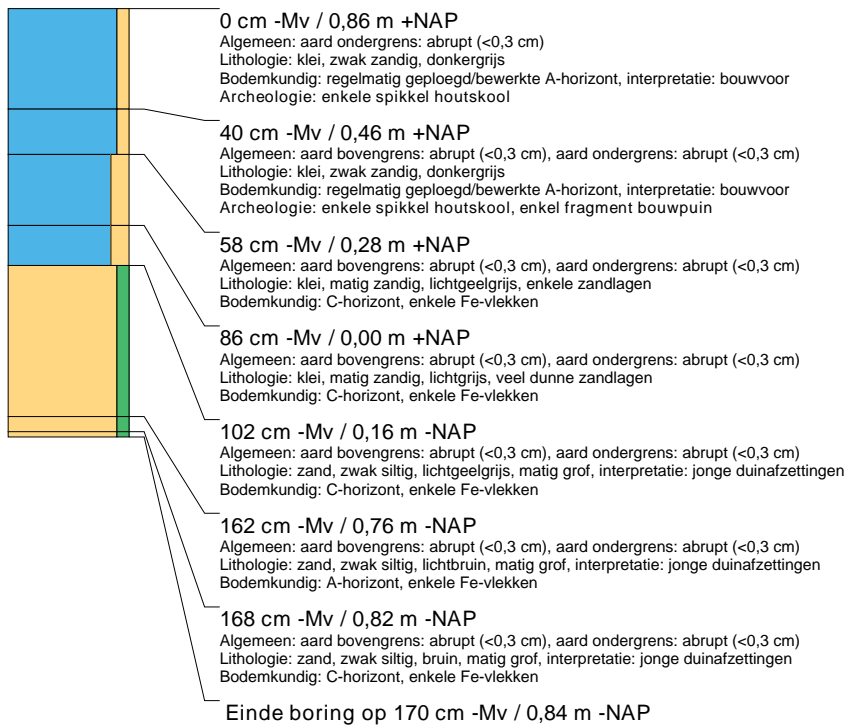 0 cm -Mv / 0,86 m +NAP
Algemeen: aard ondergrens: abrupt (<0,3 cm)
Lithologie: klei, zwak zandig, donkergrijs
Bodemkundig: regelmatig geploegd/bewerkte A-horizont, interpretatie: bouwvoor
Archeologie: enkele spikkel houtskool
40 cm -Mv / 0,46 m +NAP
Algemeen: aard bovengrens: abrupt (<0,3 cm), aard ondergrens: abrupt (<0,3 cm)
Lithologie: klei, zwak zandig, donkergrijs
Bodemkundig: regelmatig geploegd/bewerkte A-horizont, interpretatie: bouwvoor
Archeologie: enkele spikkel houtskool, enkel fragment bouwpuin
58 cm -Mv / 0,28 m +NAP
Algemeen: aard bovengrens: abrupt (<0,3 cm), aard ondergrens: abrupt (<0,3 cm)
Lithologie: klei, matig zandig, lichtgeelgrijs, enkele zandlagen
Bodemkundig: C-horizont, enkele Fe-vlekken
86 cm -Mv / 0,00 m +NAP
Algemeen: aard bovengrens: abrupt (<0,3 cm), aard ondergrens: abrupt (<0,3 cm)
Lithologie: klei, matig zandig, lichtgrijs, veel dunne zandlagen
Bodemkundig: C-horizont, enkele Fe-vlekken
102 cm -Mv / 0,16 m -NAP
Algemeen: aard bovengrens: abrupt (<0,3 cm), aard ondergrens: abrupt (<0,3 cm)
Lithologie: zand, zwak siltig, lichtgeelgrijs, matig grof, interpretatie: jonge duinafzettingen
Bodemkundig: C-horizont, enkele Fe-vlekken
162 cm -Mv / 0,76 m -NAP
Algemeen: aard bovengrens: abrupt (<0,3 cm), aard ondergrens: abrupt (<0,3 cm)
Lithologie: zand, zwak siltig, lichtbruin, matig grof, interpretatie: jonge duinafzettingen
Bodemkundig: A-horizont, enkele Fe-vlekken
168 cm -Mv / 0,82 m -NAP
Algemeen: aard bovengrens: abrupt (<0,3 cm), aard ondergrens: abrupt (<0,3 cm)
Lithologie: zand, zwak siltig, bruin, matig grof, interpretatie: jonge duinafzettingen
Bodemkundig: C-horizont, enkele Fe-vlekken
Einde boring op 170 cm -Mv / 0,84 m -NAP